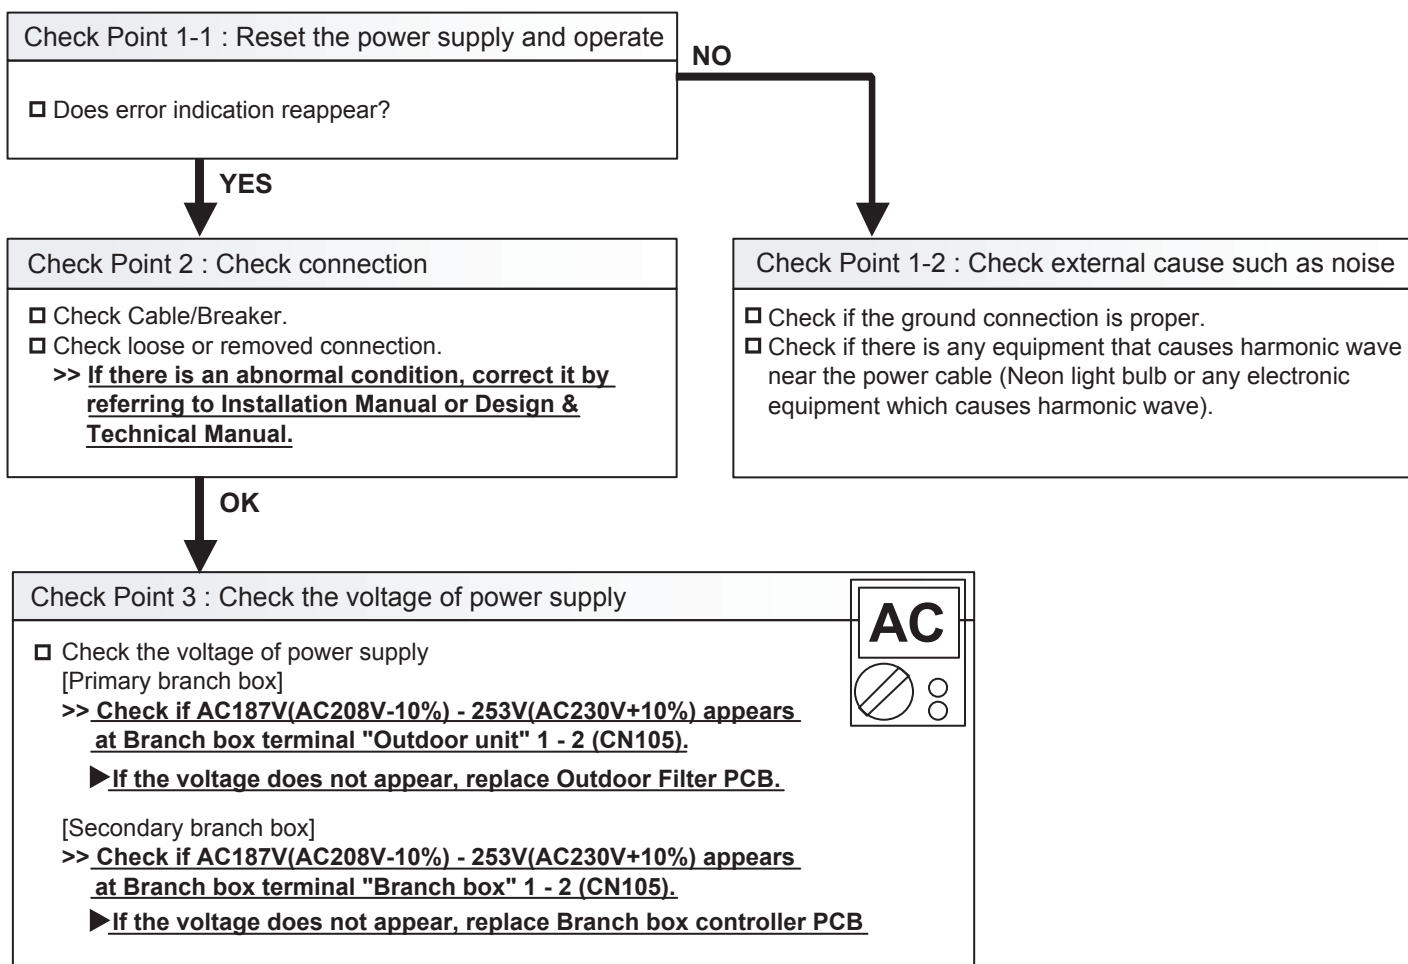 Check Point 1-1 : Reset the power supply and operate
NO
Does error indication reappear?
YES
Check Point 2 : Check connection
Check Cable/Breaker.
Check loose or removed connection.
>> If there is an abnormal condition, correct it by
referring to Installation Manual or Design &
Technical Manual.
Check Point 1-2 : Check external cause such as noise
Check if the ground connection is proper.
Check if there is any equipment that causes harmonic wave
near the power cable (Neon light bulb or any electronic
equipment which causes harmonic wave).
OK
Check Point 3 : Check the voltage of power supply
AC
Check the voltage of power supply
[Primary branch box]
>> Check if AC187V(AC208V-10%) - 253V(AC230V+10%) appears
at Branch box terminal "Outdoor unit" 1 - 2 (CN105).
▶If the voltage does not appear, replace Outdoor Filter PCB.
[Secondary branch box]
>> Check if AC187V(AC208V-10%) - 253V(AC230V+10%) appears
at Branch box terminal "Branch box" 1 - 2 (CN105).
▶If the voltage does not appear, replace Branch box controller PCB